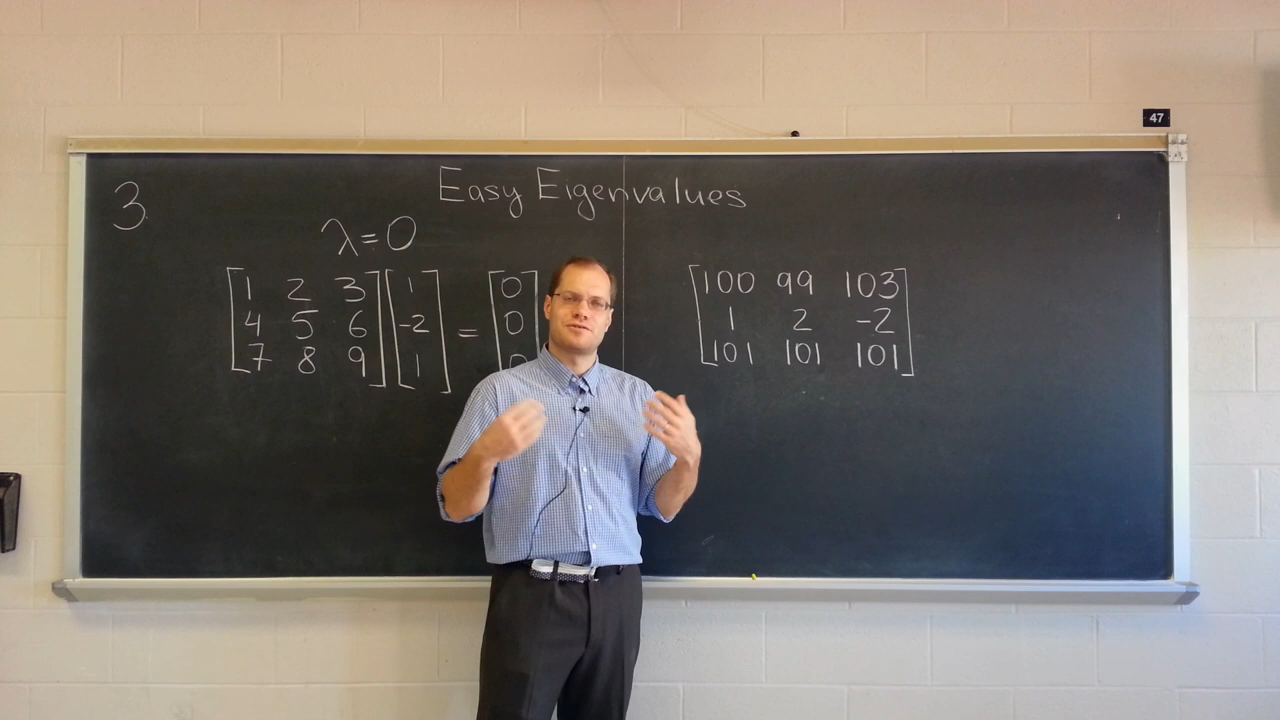 47
3
Easy Eigenvalues
λ=0
1 2 3 1 0
4 5 6 -2 = 0
7 8 9 1
100 99 103
1 2 -2
101 101 101